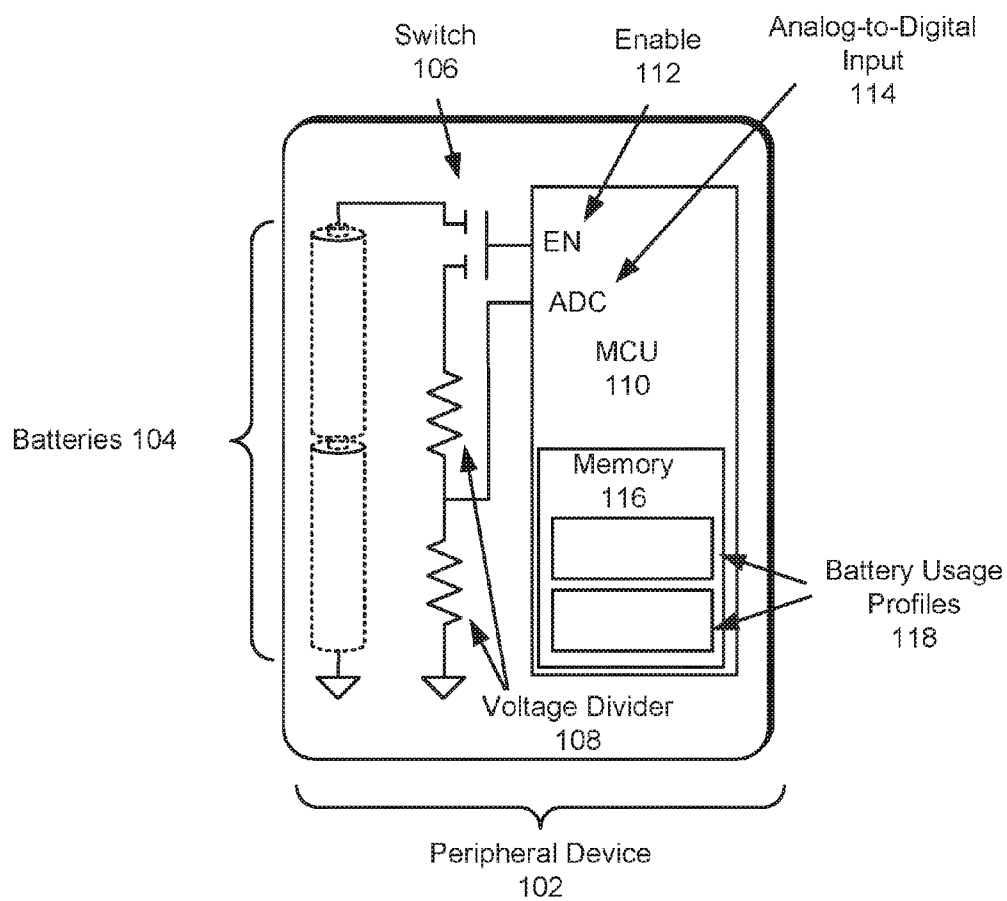 Switch
106
Enable
112
Analog-to-Digital
Input
114
EN
ADC
MCU
110
Batteries 104
Memory
116
Battery Usage
Profiles
118
Voltage Divider
108
Peripheral Device
102